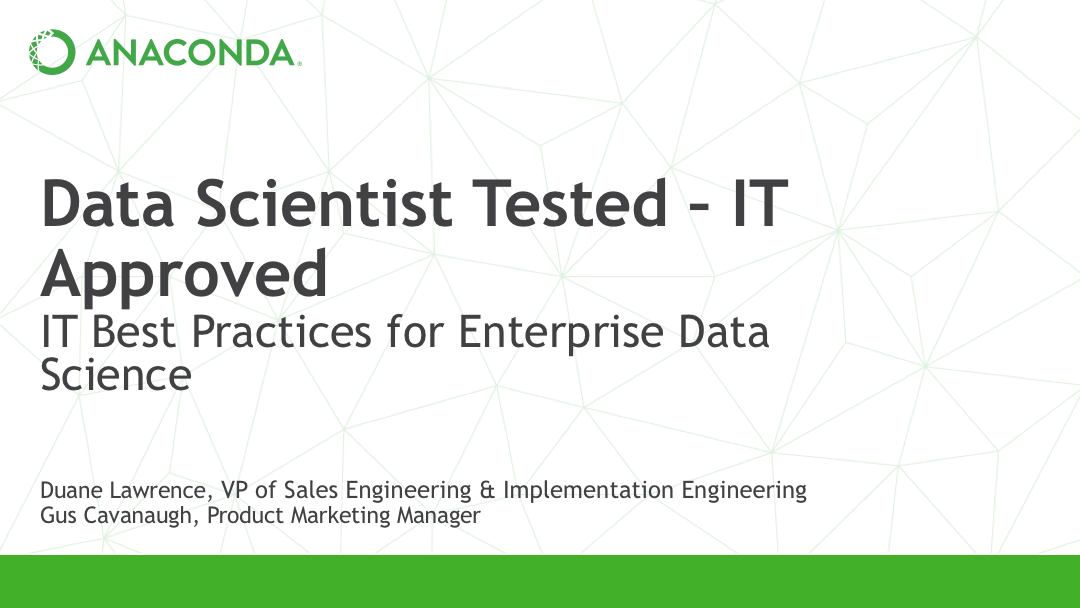 ANACONDA®
Data Scientist Tested – IT
Approved
IT Best Practices for Enterprise Data
Science
Duane Lawrence, VP of Sales Engineering & Implementation Engineering
Gus Cavanaugh, Product Marketing Manager